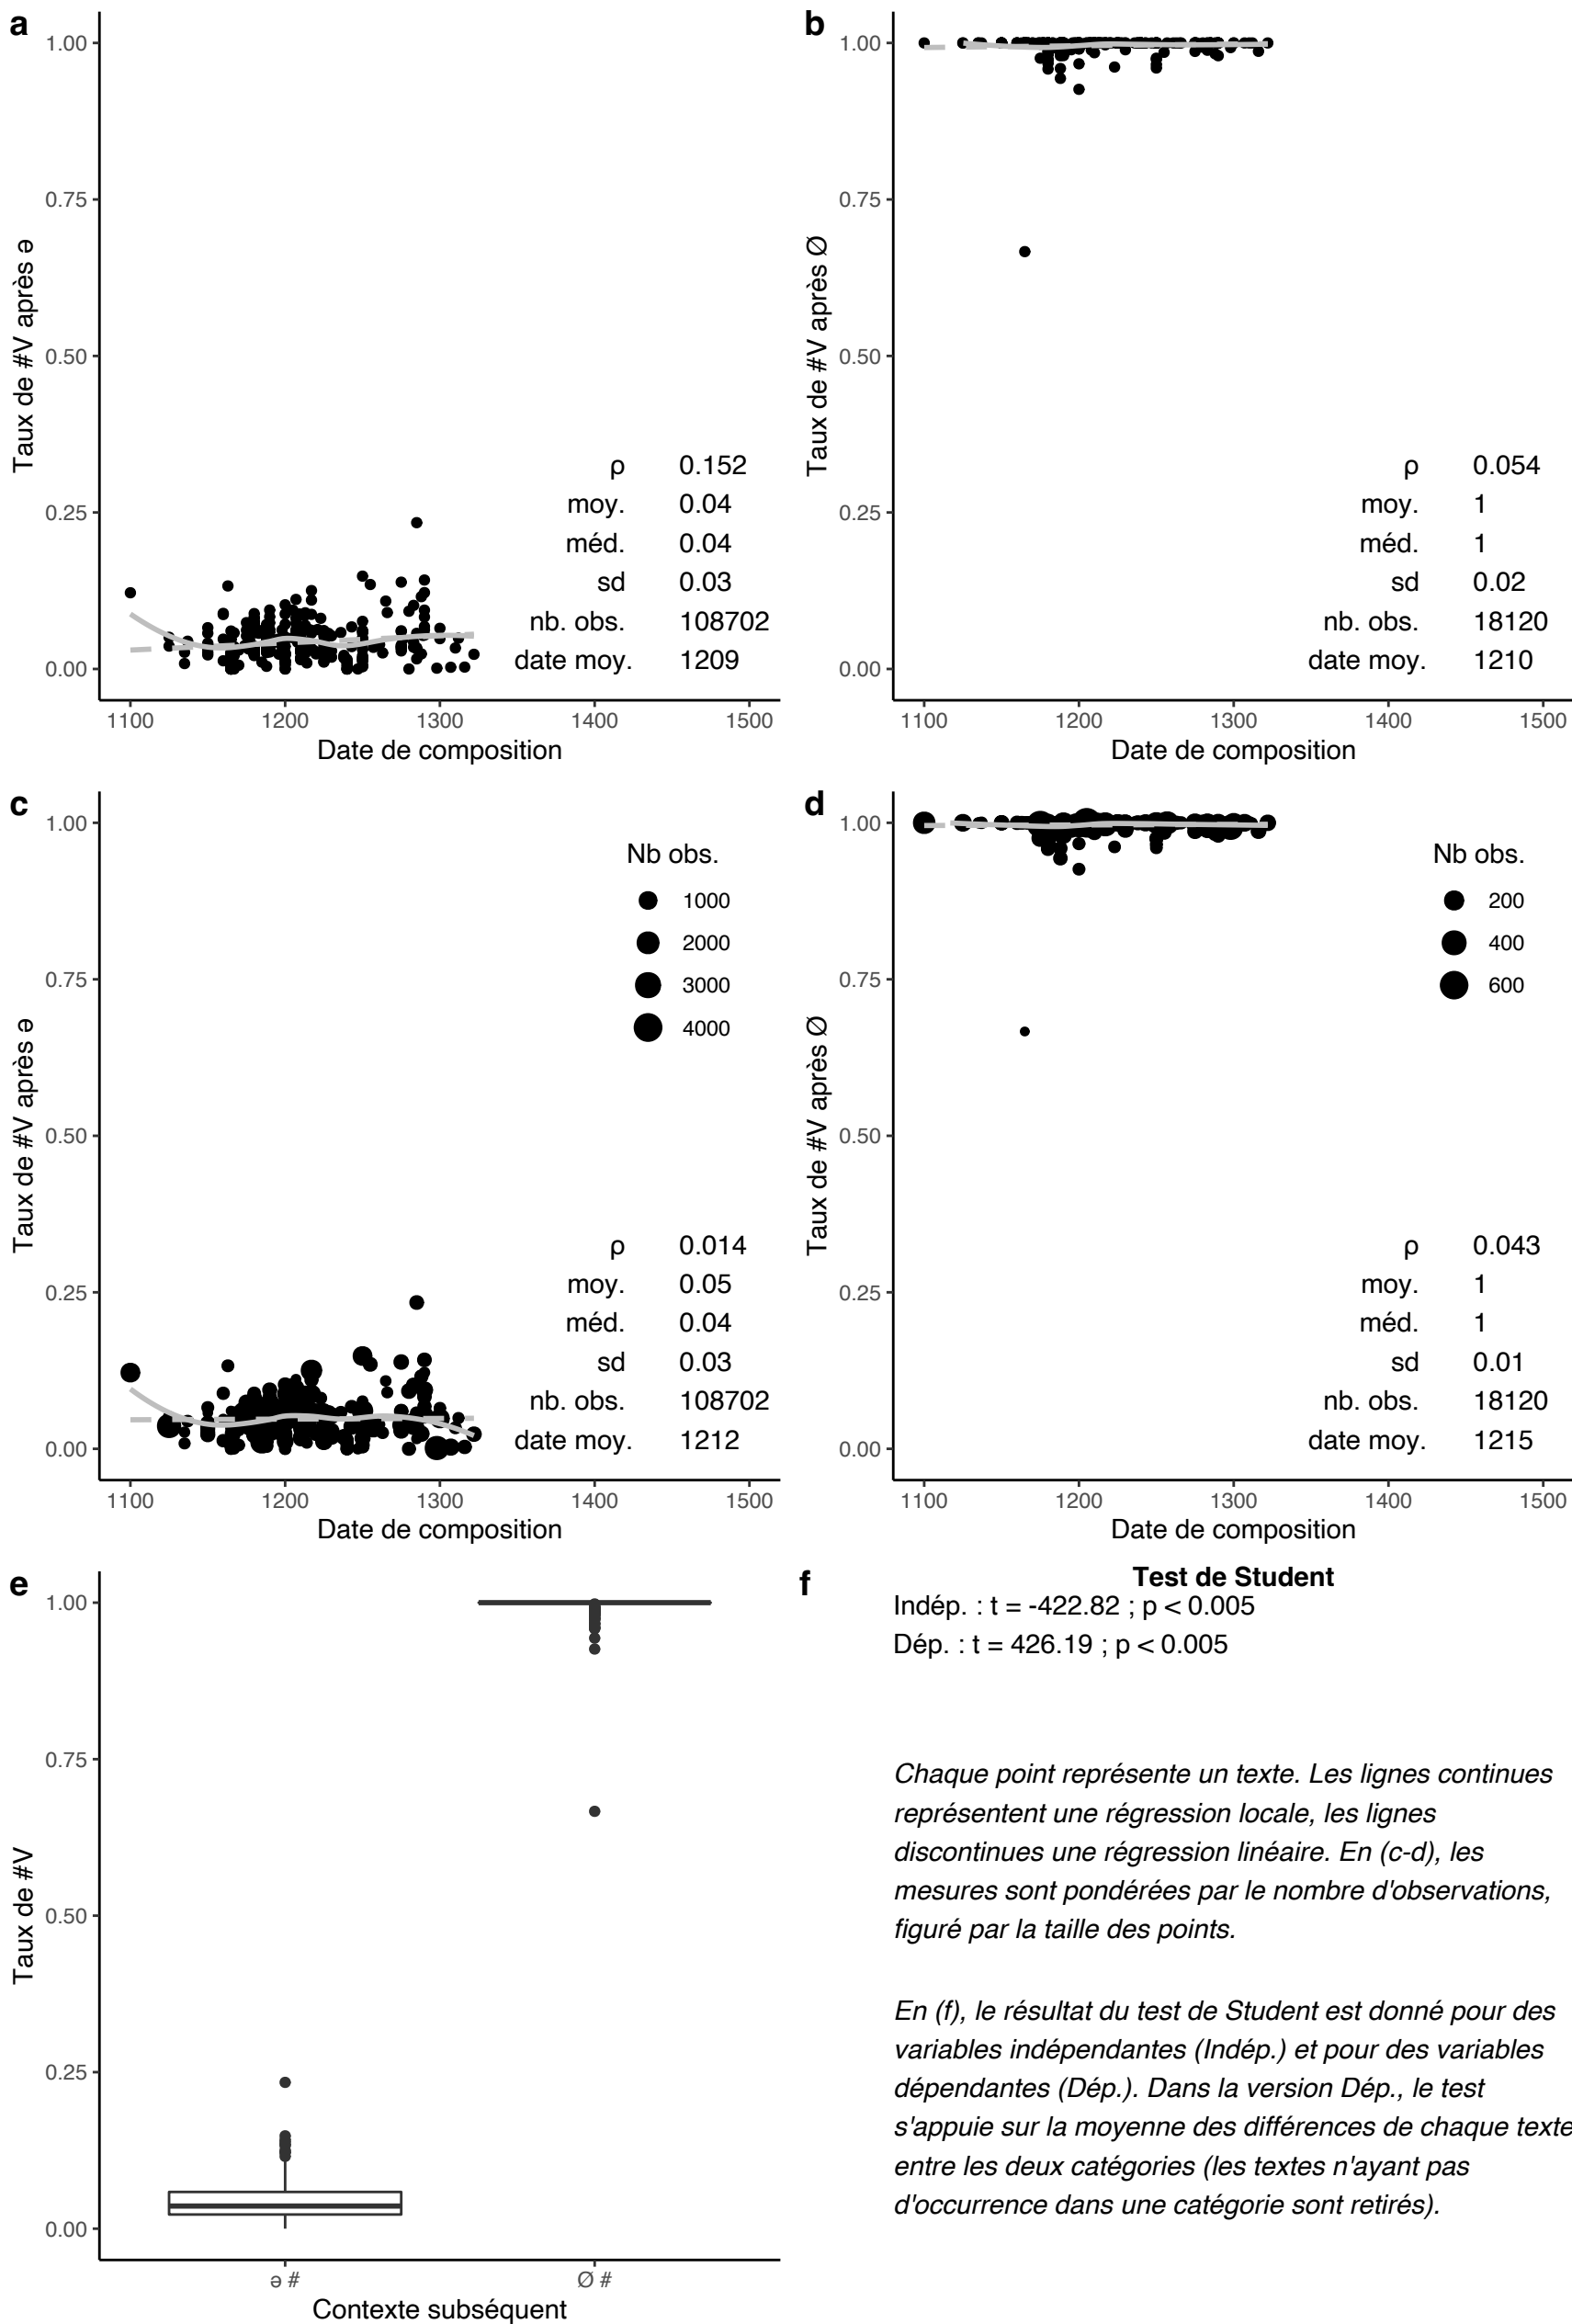 a
Taux de #V après ə
1.00
0.75
0.50
0.25
0.00
ρ 0.152
moy. 0.04
méd. 0.04
sd 0.03
nb. obs. 108702
date moy. 1209
1100 1200 1300 1400 1500
Date de composition
b
Taux de #V après Ø
1.00
0.75
0.50
0.25
0.00
ρ 0.054
moy. 1
méd. 1
sd 0.02
nb. obs. 18120
date moy. 1210
1100 1200 1300 1400 1500
Date de composition
c
Taux de #V après ə
1.00
0.75
0.50
0.25
0.00
Nb obs.
1000
2000
3000
4000
ρ 0.014
moy. 0.05
méd. 0.04
sd 0.03
nb. obs. 108702
date moy. 1212
1100 1200 1300 1400 1500
Date de composition
d
Taux de #V après Ø
1.00
0.75
0.50
0.25
0.00
Nb obs.
200
400
600
ρ 0.043
moy. 1
méd. 1
sd 0.01
nb. obs. 18120
date moy. 1215
1100 1200 1300 1400 1500
Date de composition
e
Taux de #V
1.00
0.75
0.50
0.25
0.00
ə # Ø #
Contexte subséquent
f
Test de Student
Indép. : t = -422.82 ; p < 0.005
Dép. : t = 426.19 ; p < 0.005
Chaque point représente un texte. Les lignes continues
représentent une régression locale, les lignes
discontinues une régression linéaire. En (c-d), les
mesures sont pondérées par le nombre d'observations,
figuré par la taille des points.
En (f), le résultat du test de Student est donné pour des
variables indépendantes (Indép.) et pour des variables
dépendantes (Dép.). Dans la version Dép., le test
s'appuie sur la moyenne des différences de chaque texte
entre les deux catégories (les textes n'ayant pas
d'occurrence dans une catégorie sont retirés).